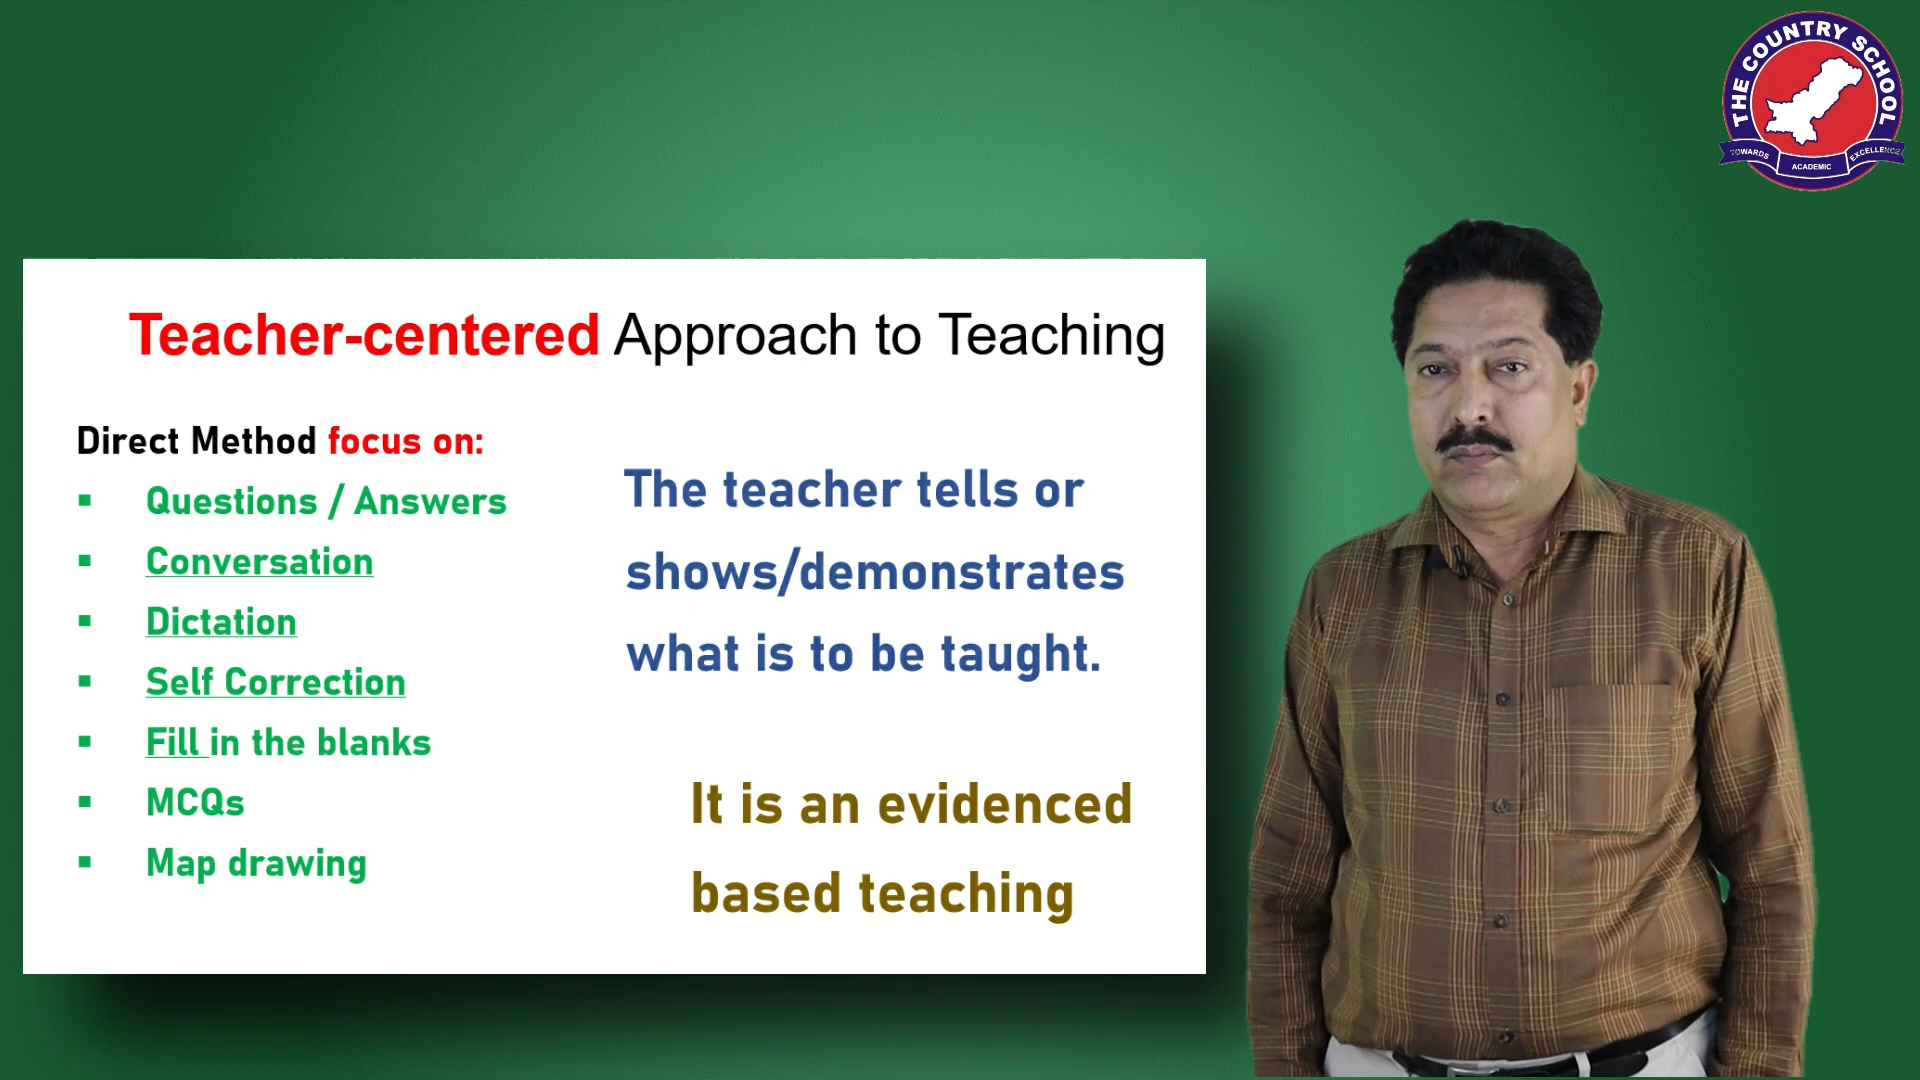 THE COUNTRY SCHOOL
TOWARDS ACADEMIC EXCELLENCE
Teacher-centered Approach to Teaching
Direct Method focus on:
▪ Questions / Answers
▪ Conversation
▪ Dictation
▪ Self Correction
▪ Fill in the blanks
▪ MCQs
▪ Map drawing
The teacher tells or
shows/demonstrates
what is to be taught.
It is an evidenced
based teaching